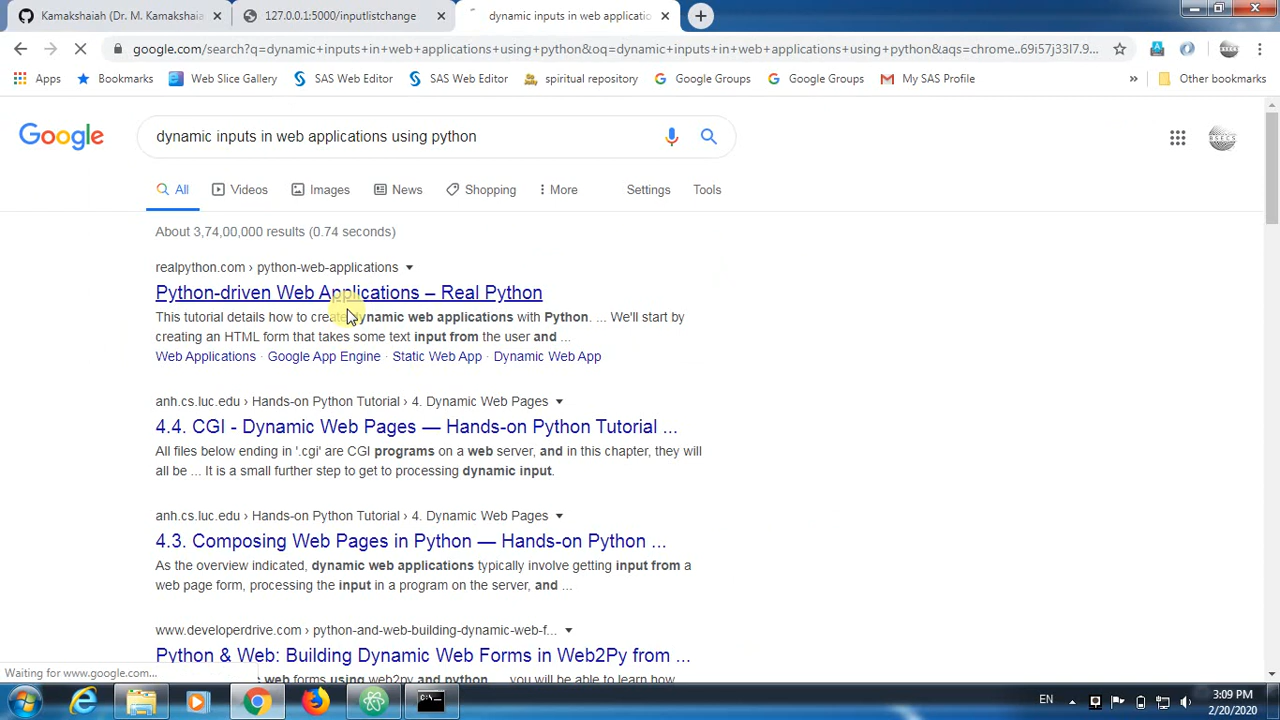 Kamakshaiah (Dr. M. Kamakshaia
127.0.0.1:5000/inputlistchange
dynamic inputs in web applicatio
google.com/search?q=dynamic+inputs+in+web+applications+using+python&oq=dynamic+inputs+in+web+applications+using+python&aqs=chrome..69i57j33l7.9...
Apps
Bookmarks
Web Slice Gallery
SAS Web Editor
SAS Web Editor
spiritual repository
Google Groups
Google Groups
My SAS Profile
»
Other bookmarks
Google
dynamic inputs in web applications using python
All
Videos
Images
News
Shopping
More
Settings
Tools
About 3,74,00,000 results (0.74 seconds)
realpython.com › python-web-applications
Python-driven Web Applications – Real Python
This tutorial details how to create dynamic web applications with Python. ... We'll start by
creating an HTML form that takes some text input from the user and ...
Web Applications · Google App Engine · Static Web App · Dynamic Web App
anh.cs.luc.edu › Hands-on Python Tutorial › 4. Dynamic Web Pages
4.4. CGI - Dynamic Web Pages — Hands-on Python Tutorial ...
All files below ending in '.cgi' are CGI programs on a web server, and in this chapter, they will
all be ... It is a small further step to get to processing dynamic input.
anh.cs.luc.edu › Hands-on Python Tutorial › 4. Dynamic Web Pages
4.3. Composing Web Pages in Python — Hands-on Python ...
As the overview indicated, dynamic web applications typically involve getting input from a
web page form, processing the input in a program on the server, and ...
www.developerdrive.com › python-and-web-building-dynamic-web-f...
Python & Web: Building Dynamic Web Forms in Web2Py from ...
web forms using web2py and python ... you will be able to learn how
Waiting for www.google.com...
EN
3:09 PM
2/20/2020